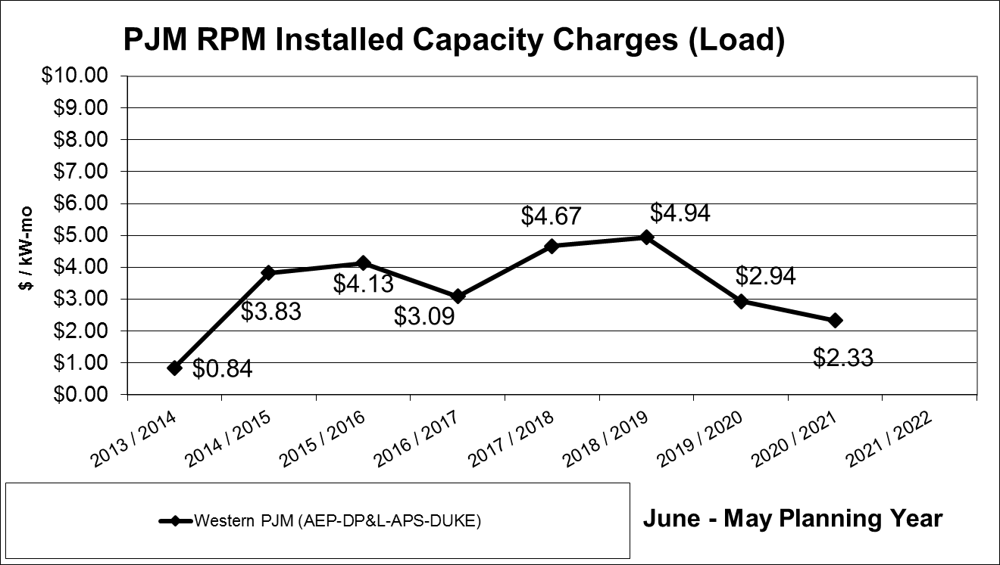 PJM RPM Installed Capacity Charges (Load)
$10.00
$9.00
$8.00
$7.00
$6.00
$5.00
$4.00
$3.00
$2.00
$1.00
$0.00
$ / kW-mo
$0.84
$3.83
$4.13
$3.09
$4.67
$4.94
$2.94
$2.33
2013 / 2014
2014 / 2015
2015 / 2016
2016 / 2017
2017 / 2018
2018 / 2019
2019 / 2020
2020 / 2021
2021 / 2022
Western PJM (AEP-DP&L-APS-DUKE)
June - May Planning Year